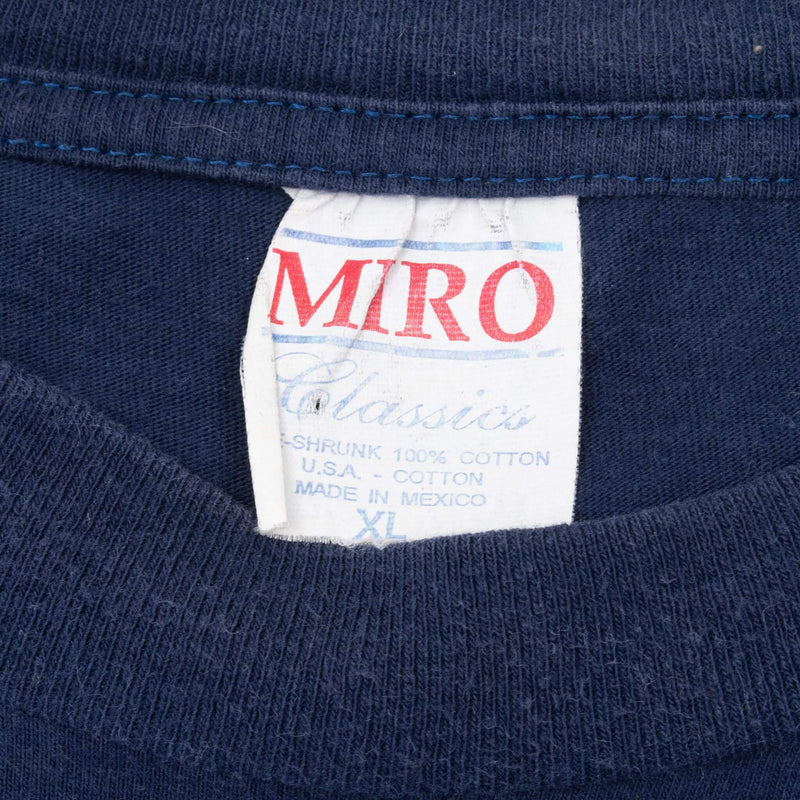 MIRO
Classics
E-SHRUNK 100% COTTON
U.S.A. - COTTON
MADE IN MEXICO
XL